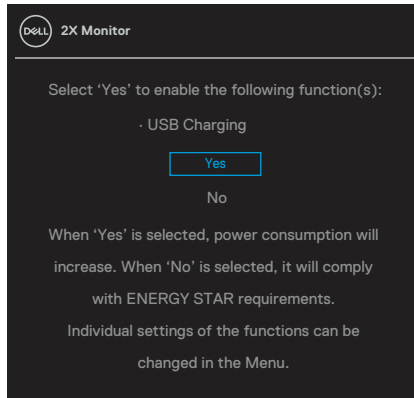 DELL 2X Monitor
Select ‘Yes’ to enable the following function(s):
· USB Charging
Yes
No
When ‘Yes’ is selected, power consumption will
increase. When ‘No’ is selected, it will comply
with ENERGY STAR requirements.
Individual settings of the functions can be
changed in the Menu.